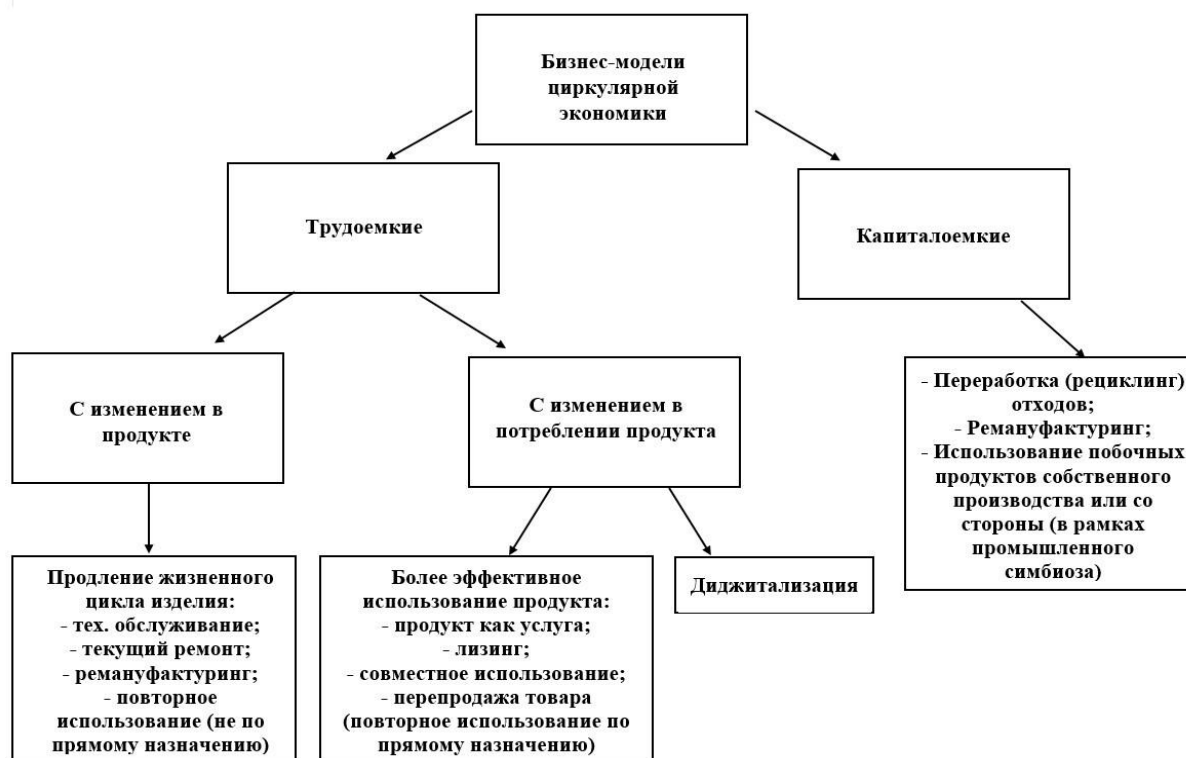 Бизнес-модели
циркулярной
экономики
Трудоемкие
Капиталоемкие
С изменением в
продукте
С изменением в
потреблении продукта
- Переработка (рециклинг)
отходов;
- Ремануфактуринг;
- Использование побочных
продуктов собственного
производства или со
стороны (в рамках
промышленного
симбиоза)
Продление жизненного
цикла изделия:
- тех. обслуживание;
- текущий ремонт;
- ремануфактуринг;
- повторное
использование (не по
прямому назначению)
Более эффективное
использование продукта:
- продукт как услуга;
- лизинг;
- совместное использование;
- перепродажа товара
(повторное использование по
прямому назначению)
Диджитализация